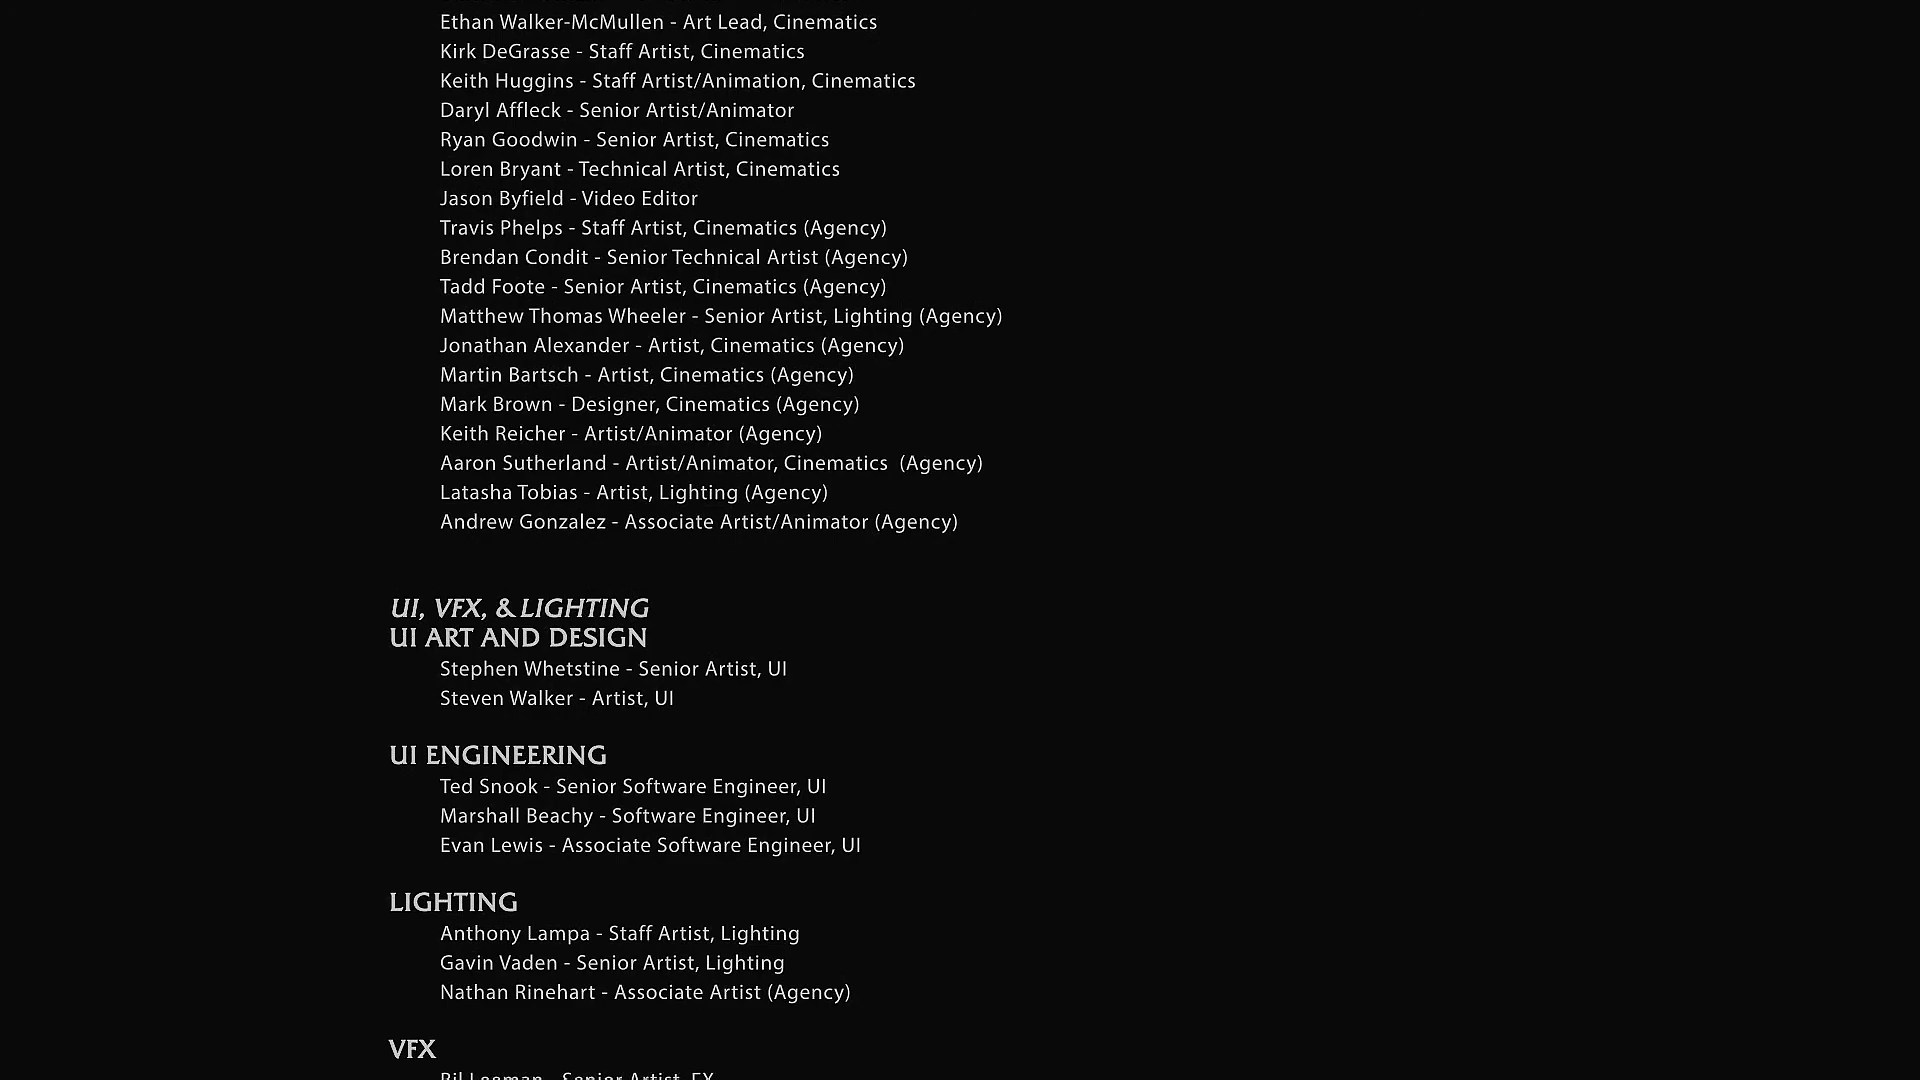 Ethan Walker-McMullen - Art Lead, Cinematics
Kirk DeGrasse - Staff Artist, Cinematics
Keith Huggins - Staff Artist/Animation, Cinematics
Daryl Affleck - Senior Artist/Animator
Ryan Goodwin - Senior Artist, Cinematics
Loren Bryant - Technical Artist, Cinematics
Jason Byfield - Video Editor
Travis Phelps - Staff Artist, Cinematics (Agency)
Brendan Condit - Senior Technical Artist (Agency)
Tadd Foote - Senior Artist, Cinematics (Agency)
Matthew Thomas Wheeler - Senior Artist, Lighting (Agency)
Jonathan Alexander - Artist, Cinematics (Agency)
Martin Bartsch - Artist, Cinematics (Agency)
Mark Brown - Designer, Cinematics (Agency)
Keith Reicher - Artist/Animator (Agency)
Aaron Sutherland - Artist/Animator, Cinematics  (Agency)
Latasha Tobias - Artist, Lighting (Agency)
Andrew Gonzalez - Associate Artist/Animator (Agency)
UI, VFX, & LIGHTING
UI ART AND DESIGN
Stephen Whetstine - Senior Artist, UI
Steven Walker - Artist, UI
UI ENGINEERING
Ted Snook - Senior Software Engineer, UI
Marshall Beachy - Software Engineer, UI
Evan Lewis - Associate Software Engineer, UI
LIGHTING
Anthony Lampa - Staff Artist, Lighting
Gavin Vaden - Senior Artist, Lighting
Nathan Rinehart - Associate Artist (Agency)
VFX
Senior Artist, FX